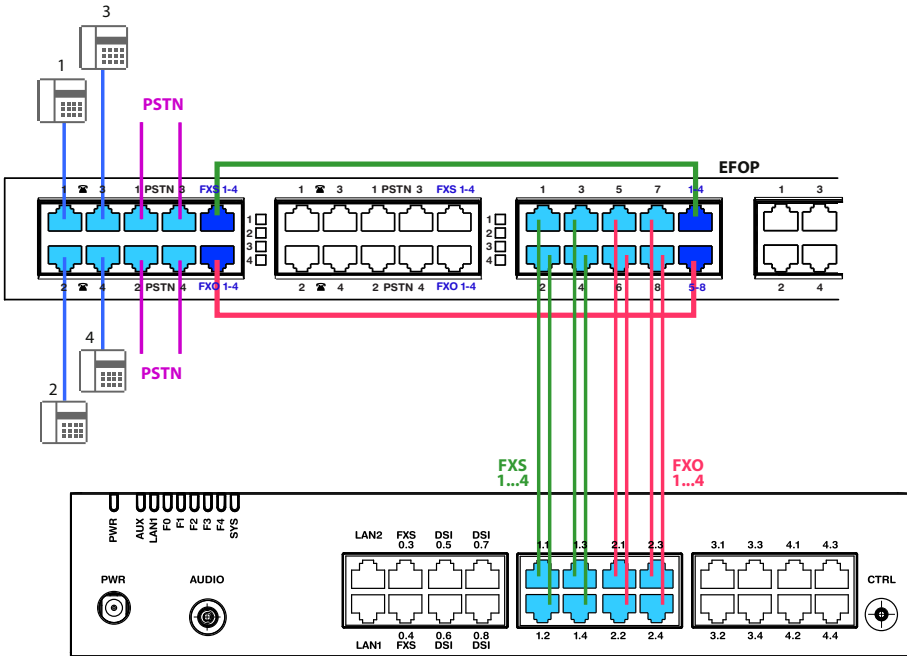 3
1
PSTN
EFOP
1 ☎ 3 1 PSTN 3 FXS 1-4
1 ☎ 3 1 PSTN 3 FXS 1-4
1 3 5 7 1-4
1 3
1
2
3
4
1
2
3
4
2 ☎ 4 2 PSTN 4 FXO 1-4
2 ☎ 4 2 PSTN 4 FXO 1-4
2 4 6 8 5-8
2 4
4
PSTN
2
FXS
1...4
FXO
1...4
PWR
AUX
LAN1
F0
F1
F2
F3
F4
SYS
LAN2 FXS 0.3 DSI 0.5 DSI 0.7
1.1 1.3 2.1 2.3
3.1 3.3 4.1 4.3
PWR
AUDIO
CTRL
LAN1 0.4 FXS 0.6 DSI 0.8 DSI
1.2 1.4 2.2 2.4
3.2 3.4 4.2 4.4